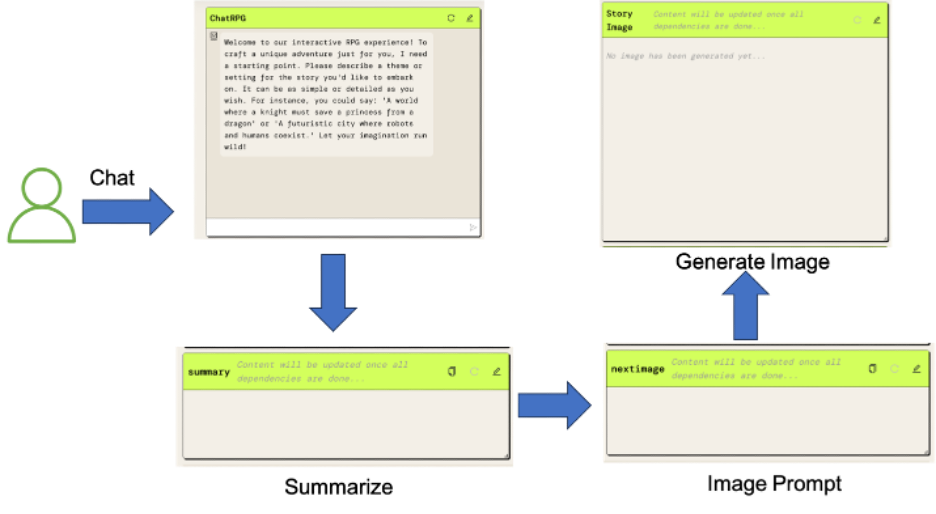 ChatRPG
Welcome to our interactive RPG experience! To
craft a unique adventure just for you, I need
a starting point. Please describe a theme or
setting for the story you'd like to embark
on. It can be as simple or detailed as you
wish. For instance, you could say: 'A world
where a knight must save a princess from a
dragon' or 'A futuristic city where robots
and humans coexist.' Let your imagination run
wild!
Chat
Story
Image
Content will be updated once all
dependencies are done...
No image has been generated yet...
Generate Image
summary
Content will be updated once all
dependencies are done...
Summarize
nextimage
Content will be updated once all
dependencies are done...
Image Prompt